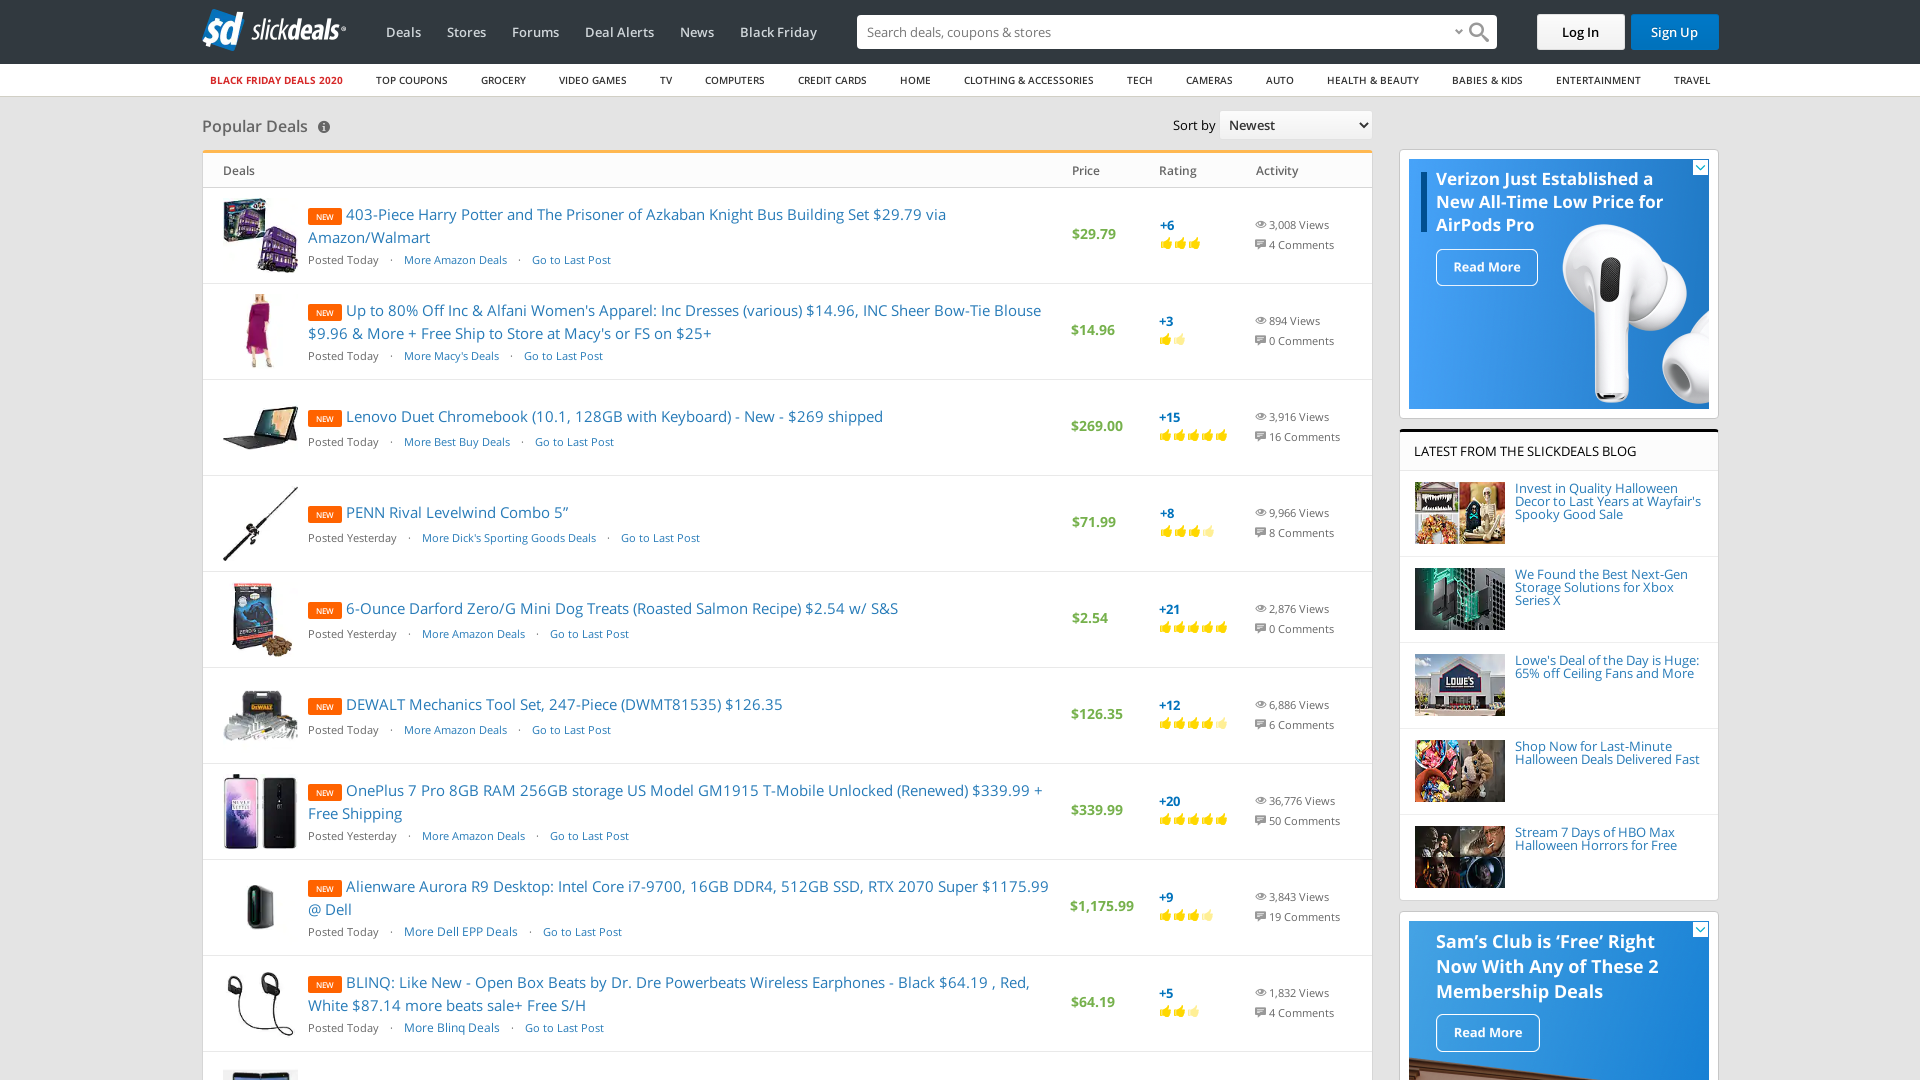 slickdeals
Deals Stores Forums Deal Alerts News Black Friday
Search deals, coupons & stores
Log In Sign Up
BLACK FRIDAY DEALS 2020 TOP COUPONS GROCERY VIDEO GAMES TV COMPUTERS CREDIT CARDS HOME CLOTHING & ACCESSORIES TECH CAMERAS AUTO HEALTH & BEAUTY BABIES & KIDS ENTERTAINMENT TRAVEL
Popular Deals
Sort by Newest
Deals Price Rating Activity
NEW 403-Piece Harry Potter and The Prisoner of Azkaban Knight Bus Building Set $29.79 via
Amazon/Walmart
Posted Today · More Amazon Deals · Go to Last Post
$29.79
+6
3,008 Views
4 Comments
NEW Up to 80% Off Inc & Alfani Women's Apparel: Inc Dresses (various) $14.96, INC Sheer Bow-Tie Blouse
$9.96 & More + Free Ship to Store at Macy's or FS on $25+
Posted Today · More Macy's Deals · Go to Last Post
$14.96
+3
894 Views
0 Comments
NEW Lenovo Duet Chromebook (10.1, 128GB with Keyboard) - New - $269 shipped
Posted Today · More Best Buy Deals · Go to Last Post
$269.00
+15
3,916 Views
16 Comments
NEW PENN Rival Levelwind Combo 5”
Posted Yesterday · More Dick's Sporting Goods Deals · Go to Last Post
$71.99
+8
9,966 Views
8 Comments
NEW 6-Ounce Darford Zero/G Mini Dog Treats (Roasted Salmon Recipe) $2.54 w/ S&S
Posted Yesterday · More Amazon Deals · Go to Last Post
$2.54
+21
2,876 Views
0 Comments
NEW DEWALT Mechanics Tool Set, 247-Piece (DWMT81535) $126.35
Posted Today · More Amazon Deals · Go to Last Post
$126.35
+12
6,886 Views
6 Comments
NEW OnePlus 7 Pro 8GB RAM 256GB storage US Model GM1915 T-Mobile Unlocked (Renewed) $339.99 +
Free Shipping
Posted Yesterday · More Amazon Deals · Go to Last Post
$339.99
+20
36,776 Views
50 Comments
NEW Alienware Aurora R9 Desktop: Intel Core i7-9700, 16GB DDR4, 512GB SSD, RTX 2070 Super $1175.99
@ Dell
Posted Today · More Dell EPP Deals · Go to Last Post
$1,175.99
+9
3,843 Views
19 Comments
NEW BLINQ: Like New - Open Box Beats by Dr. Dre Powerbeats Wireless Earphones - Black $64.19 , Red,
White $87.14 more beats sale+ Free S/H
Posted Today · More Blinq Deals · Go to Last Post
$64.19
+5
1,832 Views
4 Comments
Verizon Just Established a
New All-Time Low Price for
AirPods Pro
Read More
LATEST FROM THE SLICKDEALS BLOG
Invest in Quality Halloween
Decor to Last Years at Wayfair's
Spooky Good Sale
We Found the Best Next-Gen
Storage Solutions for Xbox
Series X
LOWE'S
Lowe's Deal of the Day is Huge:
65% off Ceiling Fans and More
Shop Now for Last-Minute
Halloween Deals Delivered Fast
Stream 7 Days of HBO Max
Halloween Horrors for Free
Sam’s Club is ‘Free’ Right
Now With Any of These 2
Membership Deals
Read More